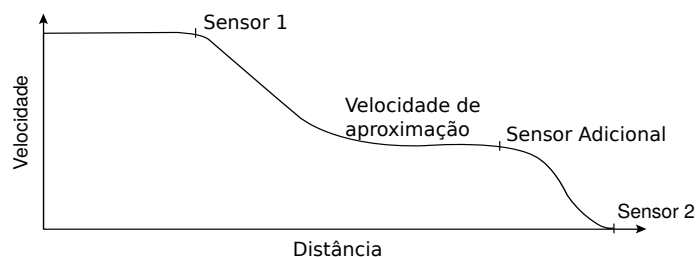 Sensor 1
Velocidade
Velocidade de
aproximação
Sensor Adicional
Sensor 2
Distância